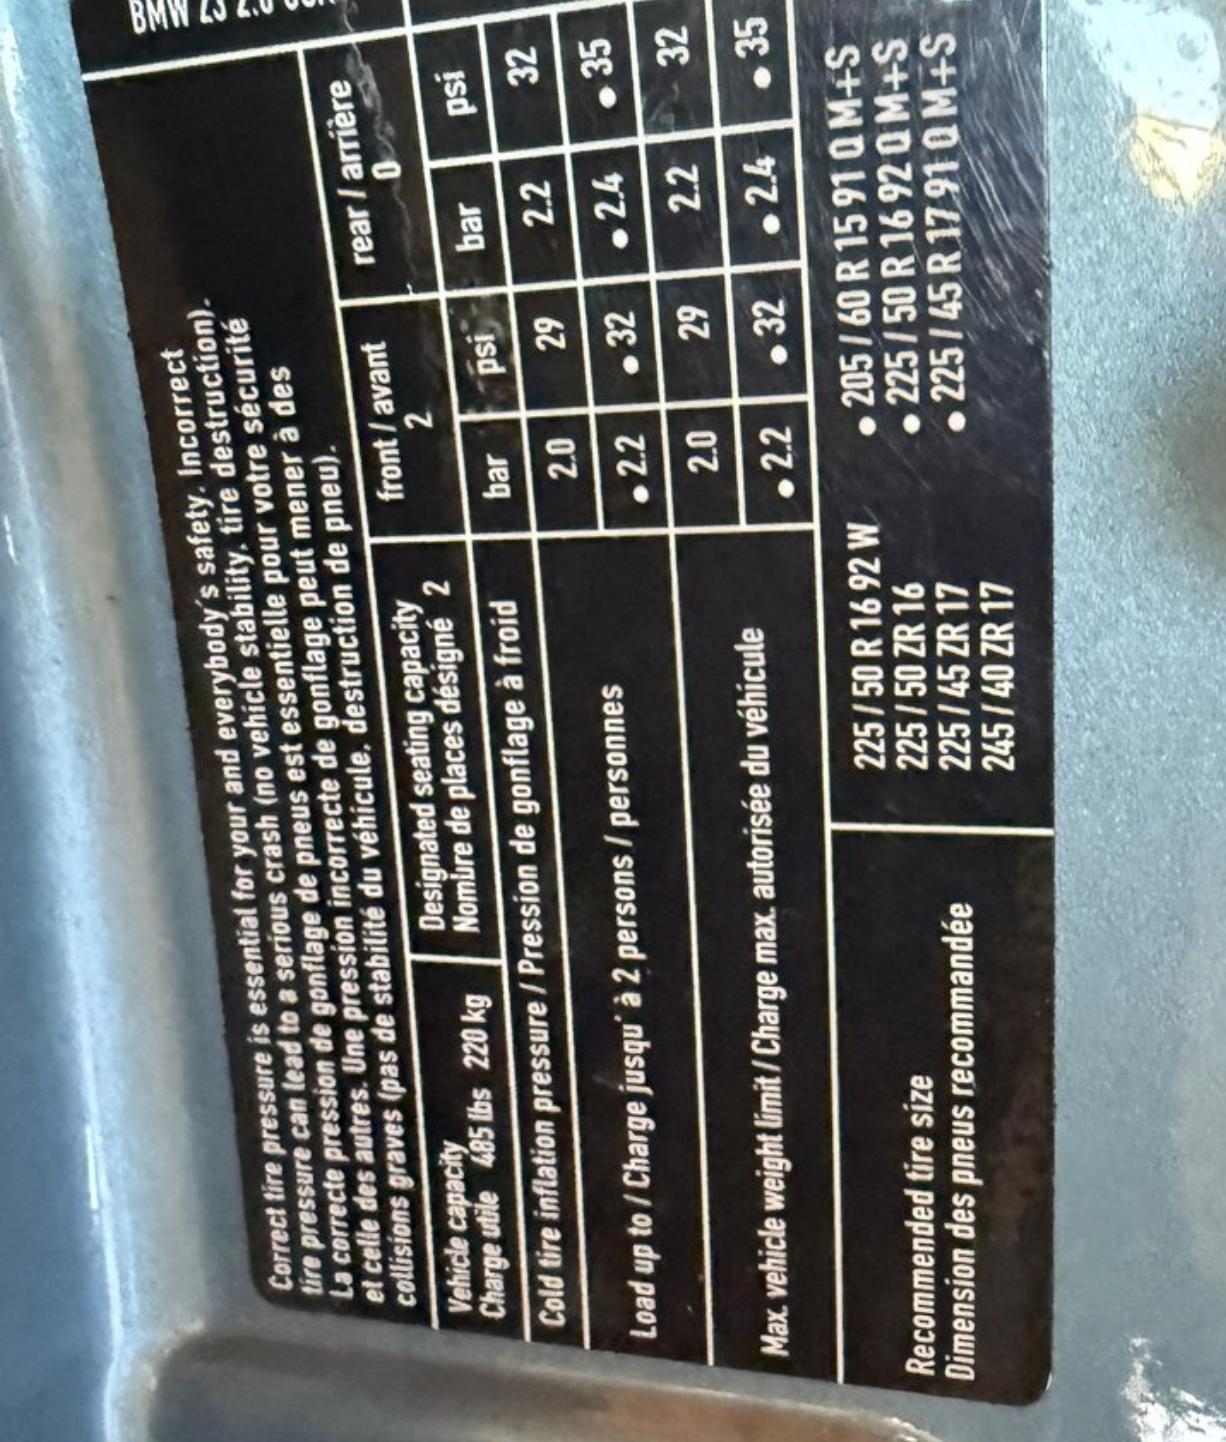 BMW Z3
Correct tire pressure is essential for your and everybody's safety. Incorrect
tire pressure can lead to a serious crash (no vehicle stability, tire destruction).
La correcte pression de gonflage de pneus est essentielle pour votre sécurité
et celle des autres. Une pression incorrecte de gonflage peut mener à des
collisions graves (pas de stabilité du véhicule, destruction de pneu).
Vehicle capacity
Charge utile 485 lbs 220 kg
Designated seating capacity
Nombre de places désigné 2
front / avant
2
rear / arrière
0
Cold tire inflation pressure / Pression de gonflage à froid
bar psi bar psi
2.0 29 2.2 32
Load up to / Charge jusqu'à 2 persons / personnes
• 2.2 • 32 • 2.4 • 35
2.0 29 2.2 32
Max. vehicle weight limit / Charge max. autorisée du véhicule
• 2.2 • 32 • 2.4 • 35
Recommended tire size
Dimension des pneus recommandée
225 / 50 R 16 92 W • 205 / 60 R 15 91 Q M+S
225 / 50 ZR 16 • 225 / 50 R 16 92 Q M+S
225 / 45 ZR 17 • 225 / 45 R 17 91 Q M+S
245 / 40 ZR 17